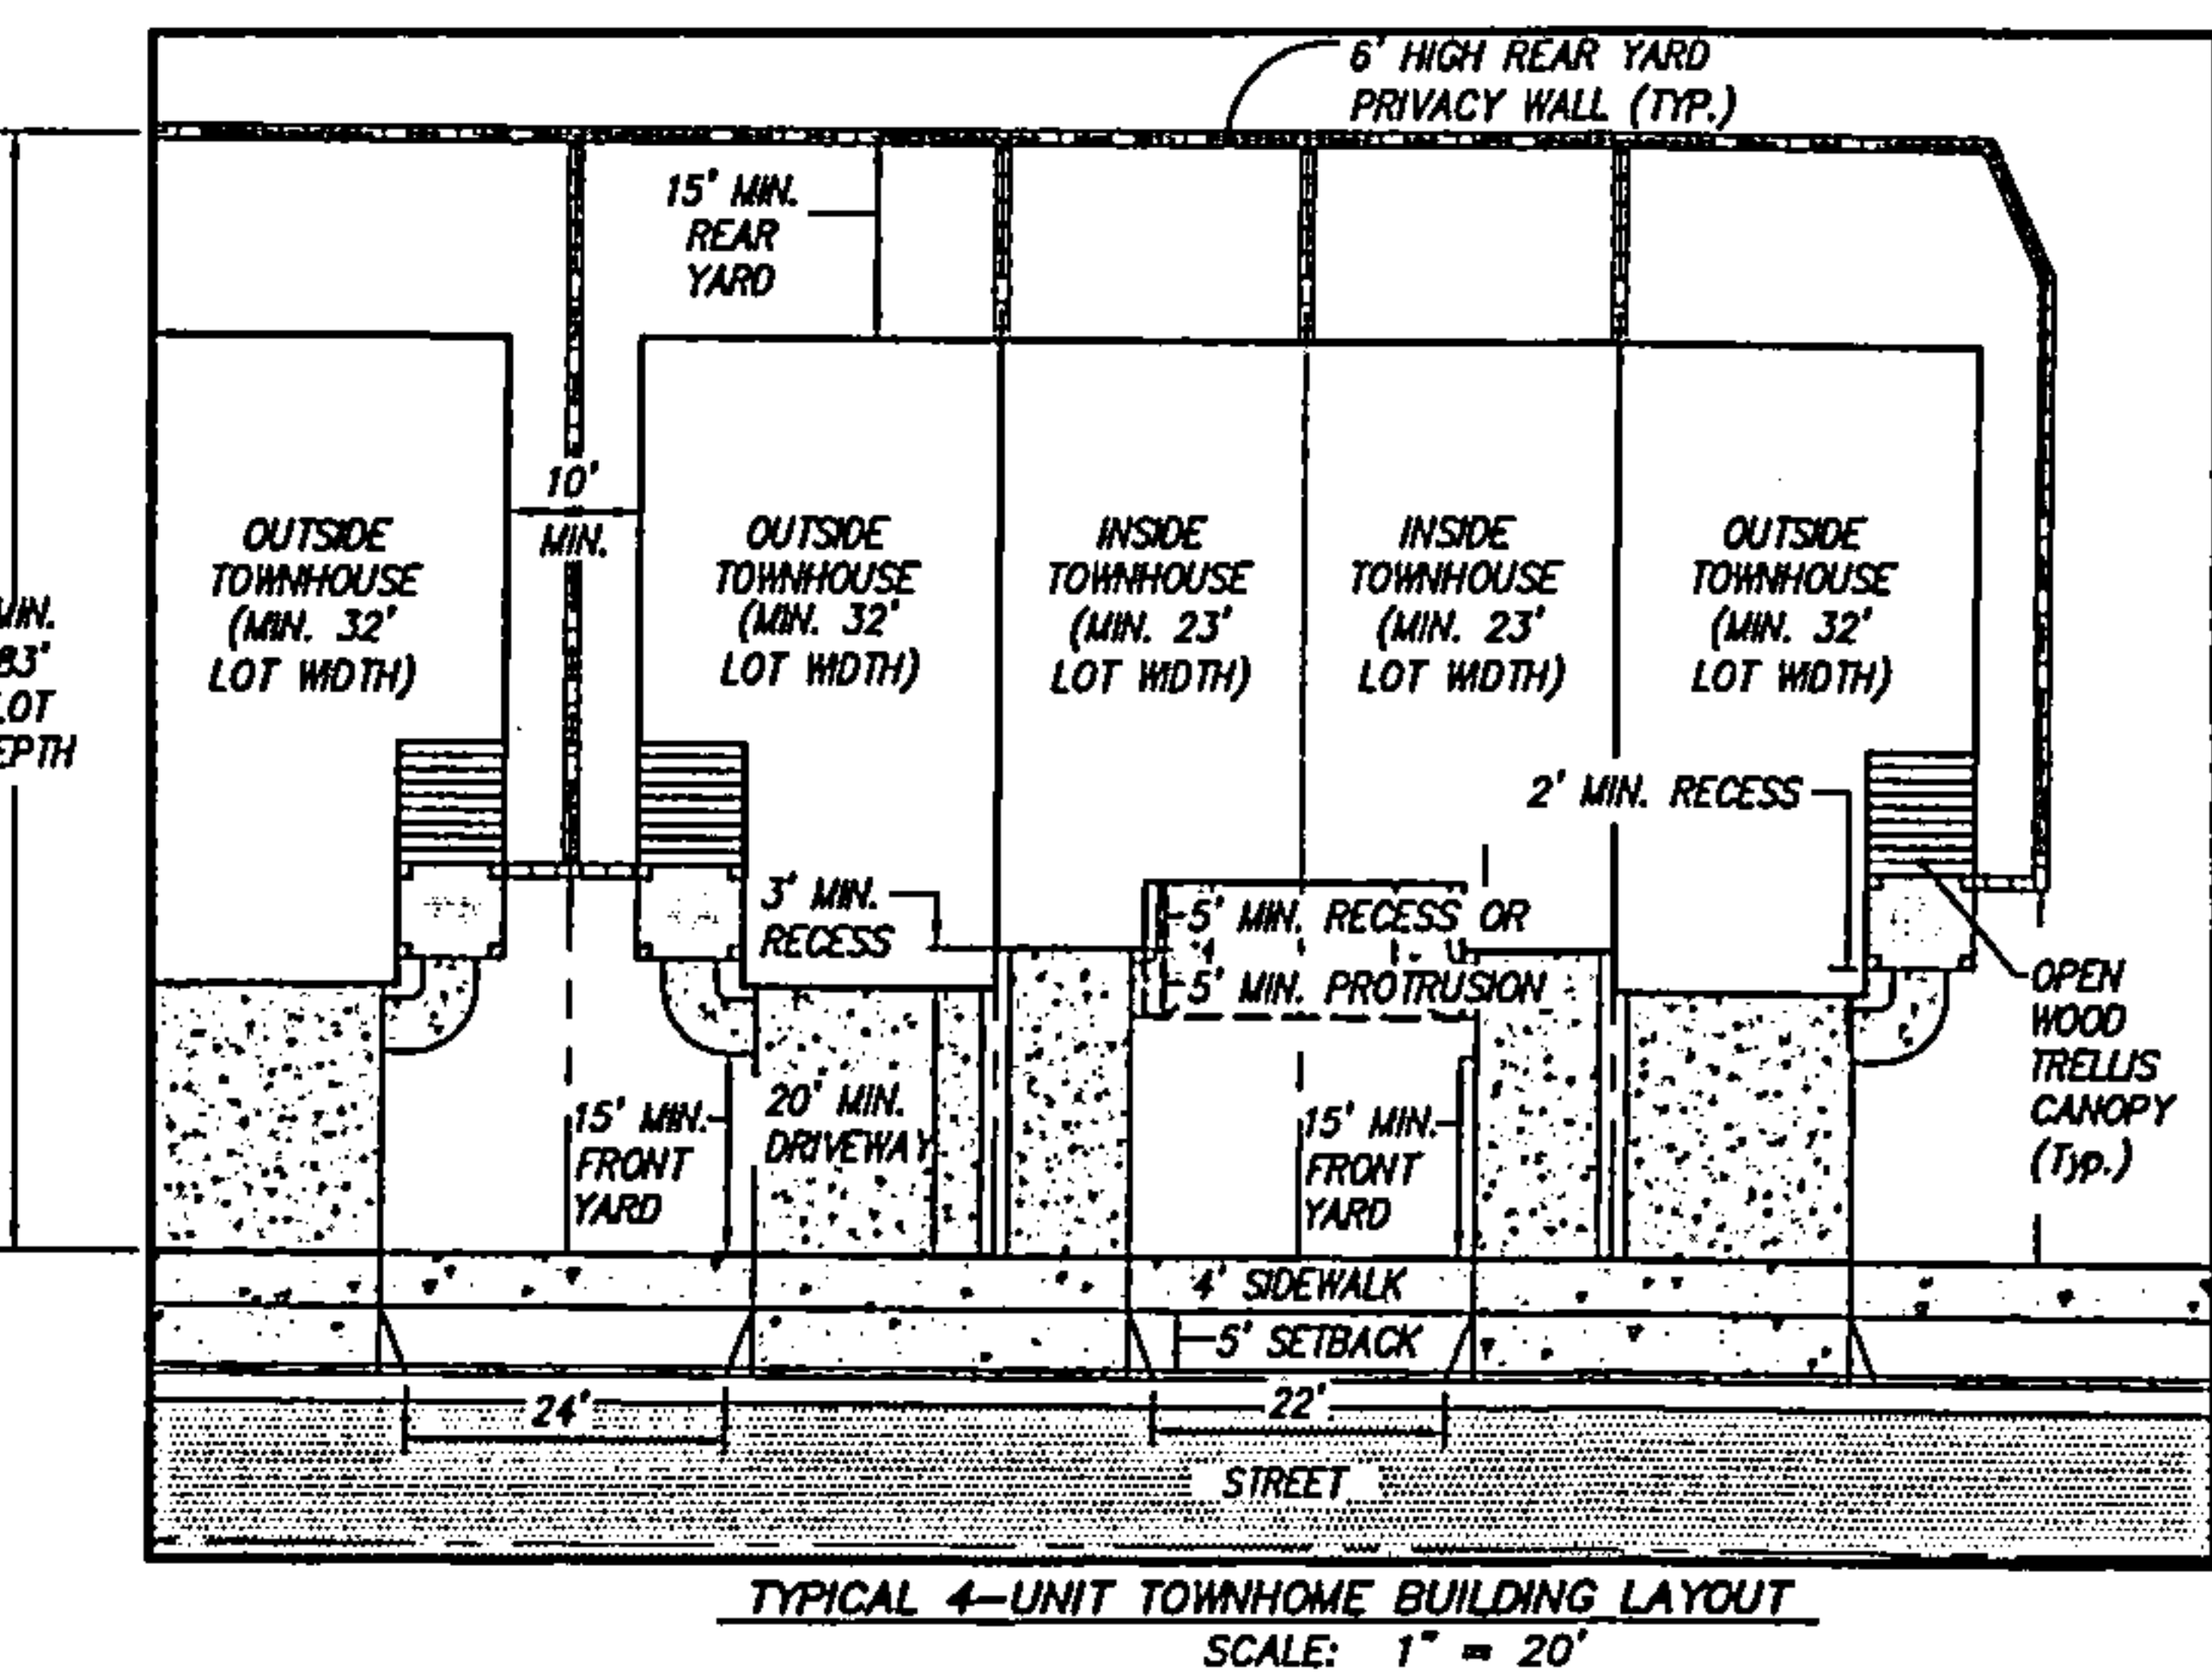 6' HIGH REAR YARD
PRIVACY WALL (TYP.)
15' MIN.
REAR
YARD
10'
MIN.
OUTSIDE
TOWNHOUSE
(MIN. 32'
LOT WIDTH)
OUTSIDE
TOWNHOUSE
(MIN. 32'
LOT WIDTH)
INSIDE
TOWNHOUSE
(MIN. 23'
LOT WIDTH)
INSIDE
TOWNHOUSE
(MIN. 23'
LOT WIDTH)
OUTSIDE
TOWNHOUSE
(MIN. 32'
LOT WIDTH)
MIN.
83'
LOT
DEPTH
2' MIN. RECESS
3' MIN.
RECESS
5' MIN. RECESS OR
5' MIN. PROTRUSION
OPEN
WOOD
TRELLIS
CANOPY
(Typ.)
15' MIN.
FRONT
YARD
20' MIN.
DRIVEWAY
15' MIN.
FRONT
YARD
4' SIDEWALK
5' SETBACK
24'
22'
STREET
TYPICAL 4-UNIT TOWNHOME BUILDING LAYOUT
SCALE: 1" = 20'